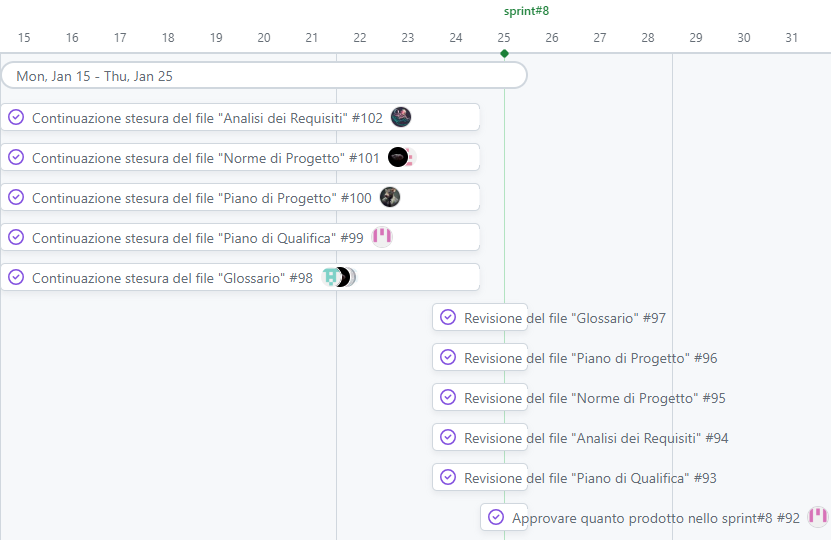 sprint#8
15 16 17 18 19 20 21 22 23 24 25 26 27 28 29 30 31
Mon, Jan 15 - Thu, Jan 25
Continuazione stesura del file "Analisi dei Requisiti" #102
Continuazione stesura del file "Norme di Progetto" #101
Continuazione stesura del file "Piano di Progetto" #100
Continuazione stesura del file "Piano di Qualifica" #99
Continuazione stesura del file "Glossario" #98
Revisione del file "Glossario" #97
Revisione del file "Piano di Progetto" #96
Revisione del file "Norme di Progetto" #95
Revisione del file "Analisi dei Requisiti" #94
Revisione del file "Piano di Qualifica" #93
Approvare quanto prodotto nello sprint#8 #92